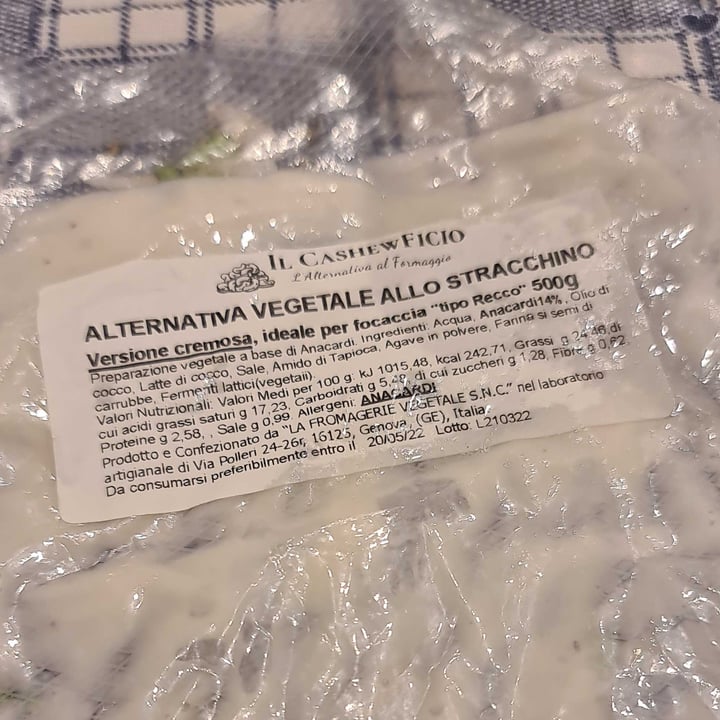 IL CASHEWFICIO
L'Alternativa al Formaggio
ALTERNATIVA VEGETALE ALLO STRACCHINO
Versione cremosa, ideale per focaccia "tipo Recco" 500g
Preparazione vegetale a base di Anacardi. Ingredienti: Acqua, Anacardi14%, Olio di
cocco, Latte di cocco, Sale, Amido di Tapioca, Agave in polvere, Farina si semi di
carrubbe, Fermenti lattici(vegetali)
Valori Nutrizionali: Valori Medi per 100 g: kJ 1015,48, kcal 242,71, Grassi g di
cui acidi grassi saturi g 17,23, Carboidrati g di cui zuccheri g 1,28, Fibre g 0,62,
Proteine g 2,58, , Sale g 0,99, Allergeni: ANACARDI
Prodotto e Confezionato da "LA FROMAGERIE VEGETALE S.N.C." nel laboratorio
artigianale di Via Polleri 24-26r, 16125, Genova, (GE), Italia,
Da consumarsi preferibilmente entro il 20/05/22 Lotto: L210322